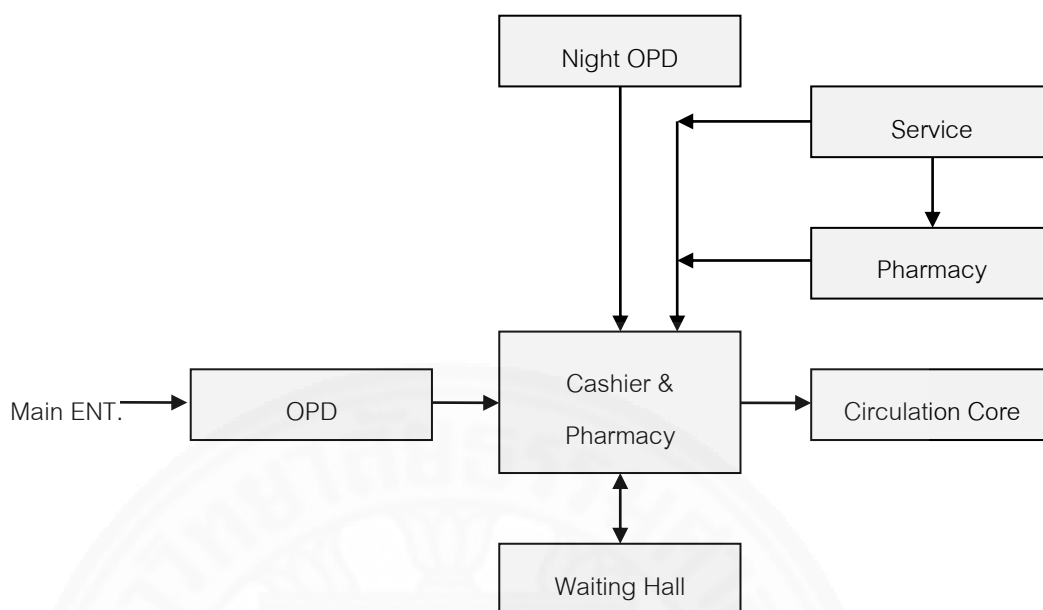 Night OPD
Service
Pharmacy
Cashier &
Pharmacy
Main ENT.
OPD
Circulation Core
Waiting Hall